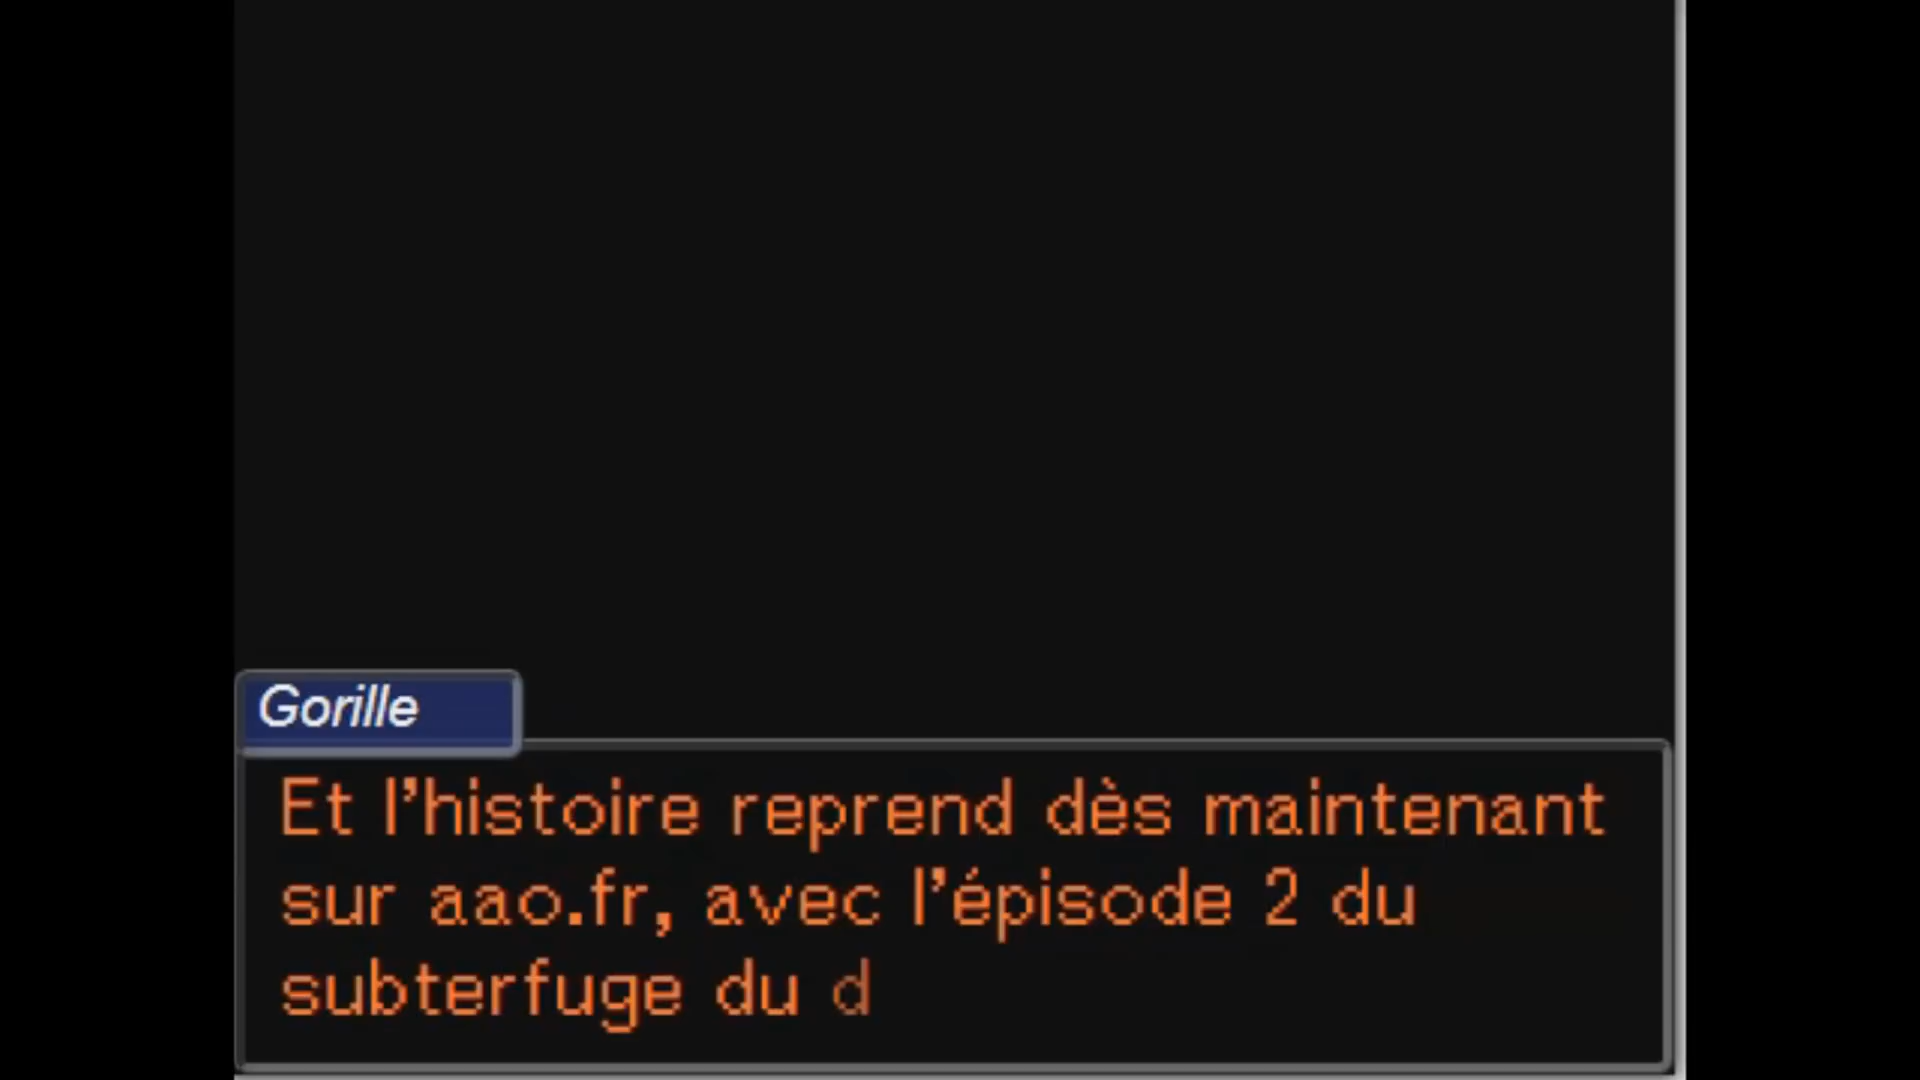 Gorille
Et l'histoire reprend dès maintenant
sur aao.fr, avec l'épisode 2 du
subterfuge du d